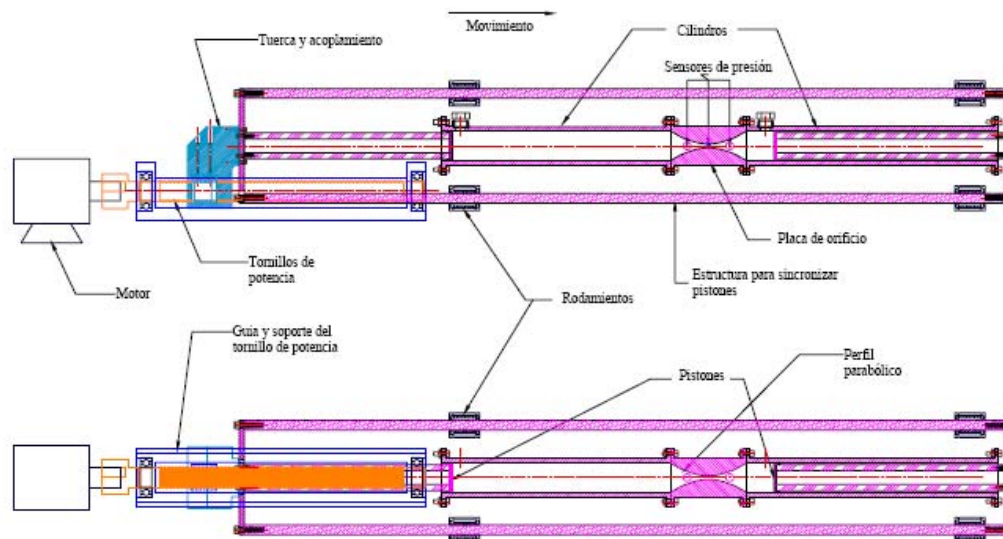 Movimiento
Tuerca y acoplamiento
Cilindros
Sensores de presión
Placa de orificio
Tornillos de
potencia
Estructura para sincronizar
pistones
Motor
Rodamientos
Guia y soporte del
tornillo de potencia
Perfil
parabólico
Pistones